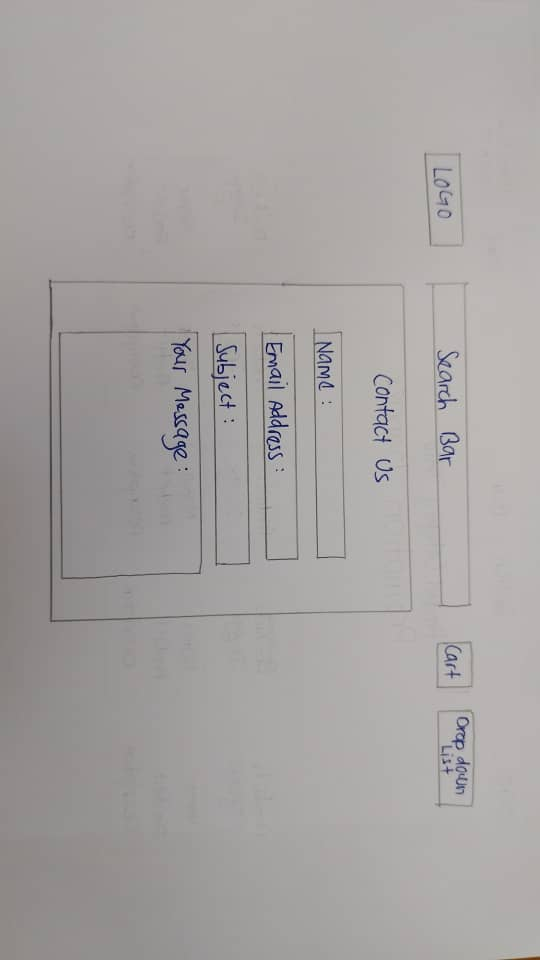 LOGO
Search Bar
Cart
Drop down
List
Contact Us
Name :
Email Address :
Subject :
Your Message :